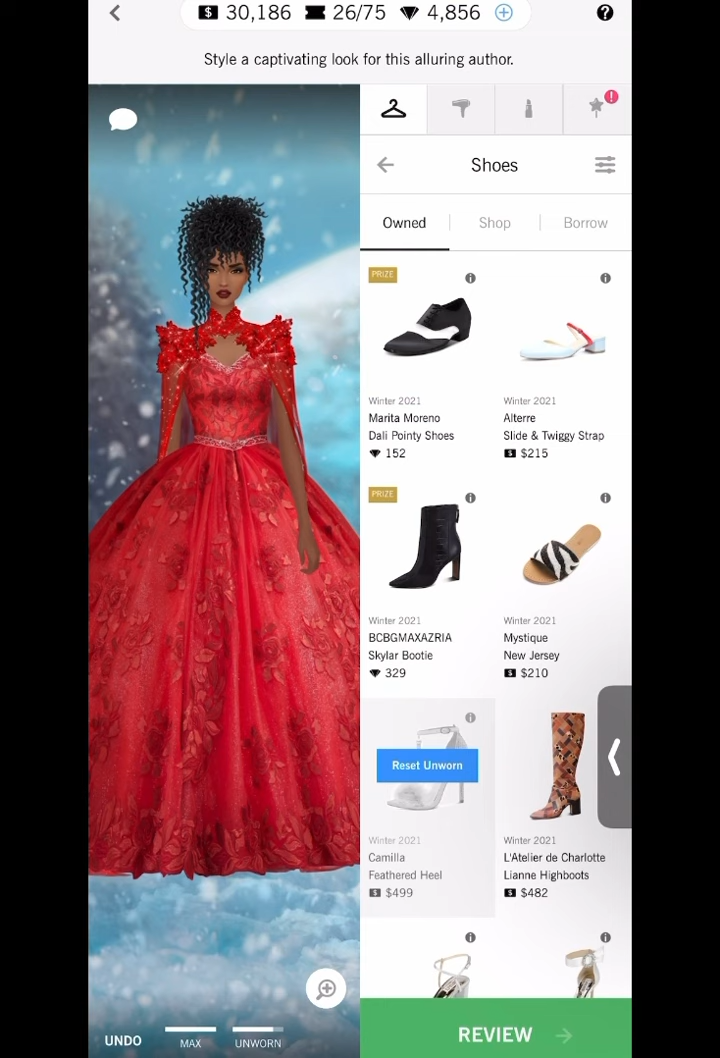 30,186 26/75 4,856
Style a captivating look for this alluring author.
Shoes
Owned Shop Borrow
PRIZE
Winter 2021
Marita Moreno
Dali Pointy Shoes
152
Winter 2021
Alterre
Slide & Twiggy Strap
$215
PRIZE
Winter 2021
BCBGMAXAZRIA
Skylar Bootie
329
Winter 2021
Mystique
New Jersey
$210
Reset Unworn
Winter 2021
Camilla
Feathered Heel
$499
Winter 2021
L'Atelier de Charlotte
Lianne Highboots
$482
UNDO
MAX
UNWORN
REVIEW